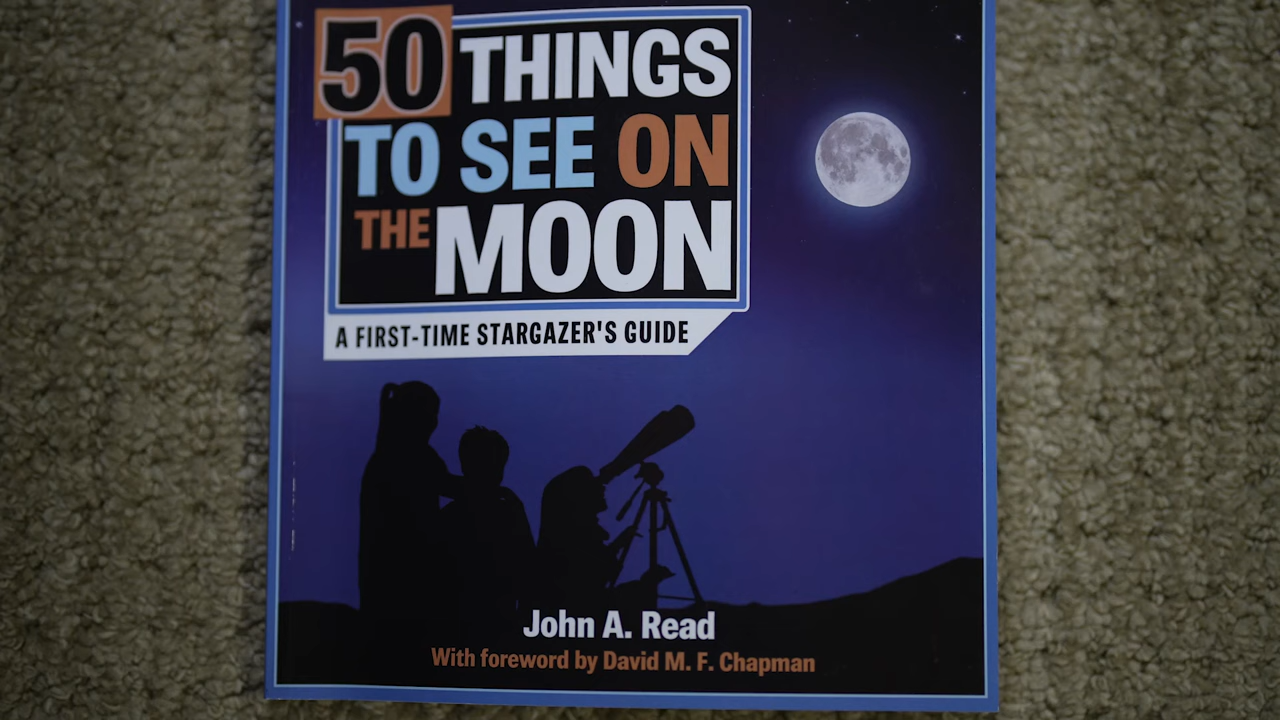 50 THINGS
TO SEE ON
THE MOON
A FIRST-TIME STARGAZER'S GUIDE
John A. Read
With foreword by David M. F. Chapman